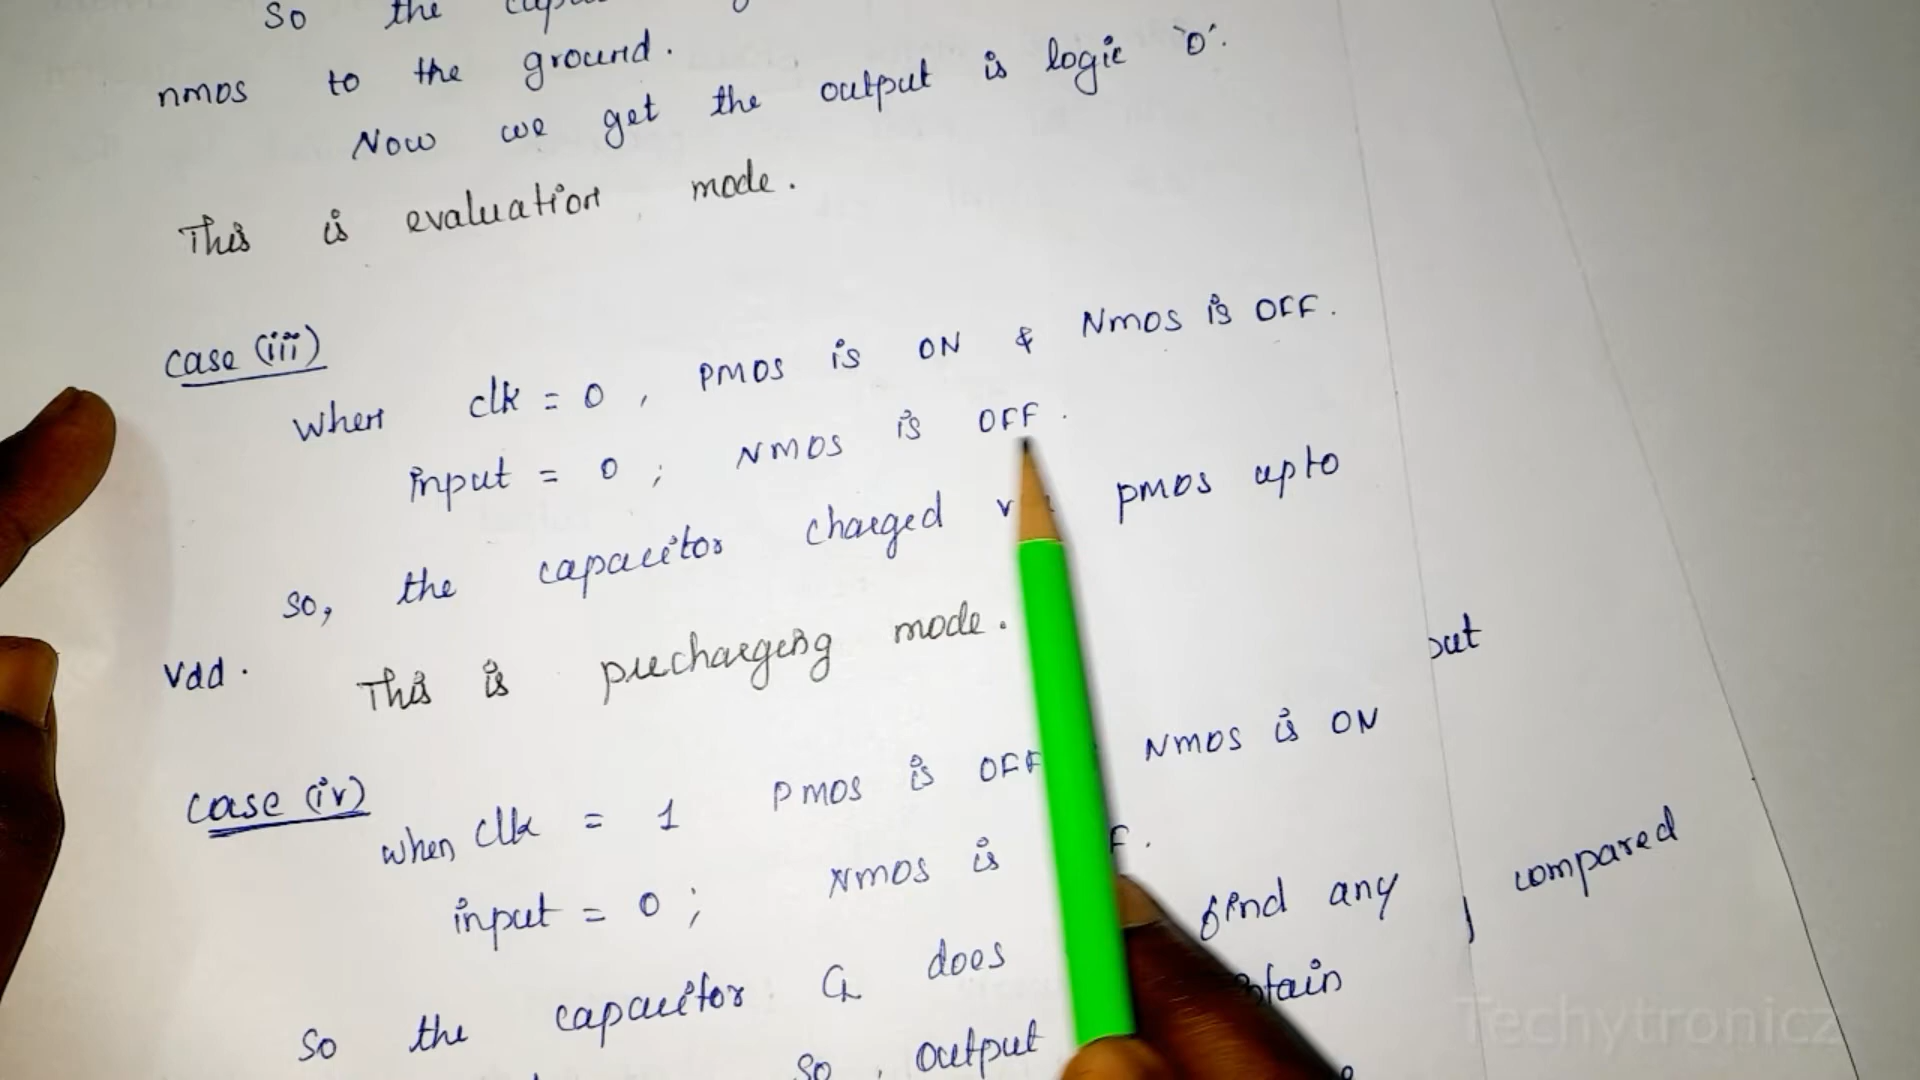 So the
nmos to the ground.
Now we get the output is logic '0'.
This is evaluation mode.
Case (iii)
When clk = 0 , PMOS is ON & NMOS is OFF.
input = 0 ; NMOS is OFF.
So, the capacitor charged pmos upto
Vdd.
This is precharging mode.
Case (iv)
when Clk = 1 PMOS is OFF NMOS is ON
input = 0 ; NMOS is
So the capacitor CL does find any
compared
So, output
Techytronicz